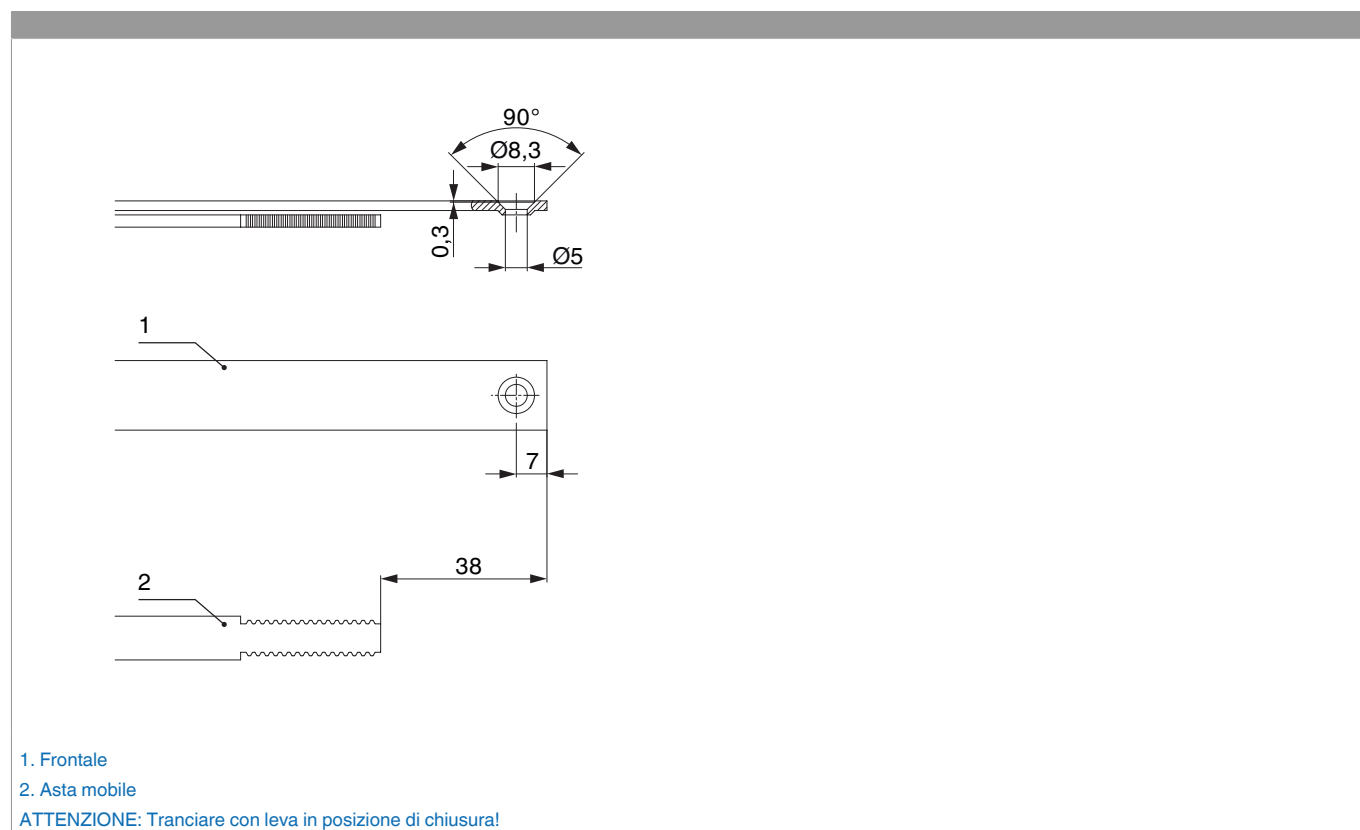 90°
Ø8,3
0,3
Ø5
1
7
38
2
1. Frontale
2. Asta mobile
ATTENZIONE: Tranciare con leva in posizione di chiusura!